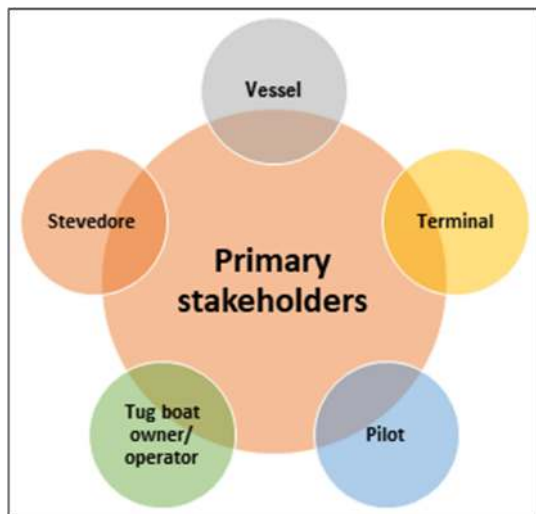 Vessel
Stevedore
Terminal
Primary
stakeholders
Tug boat
owner/
operator
Pilot